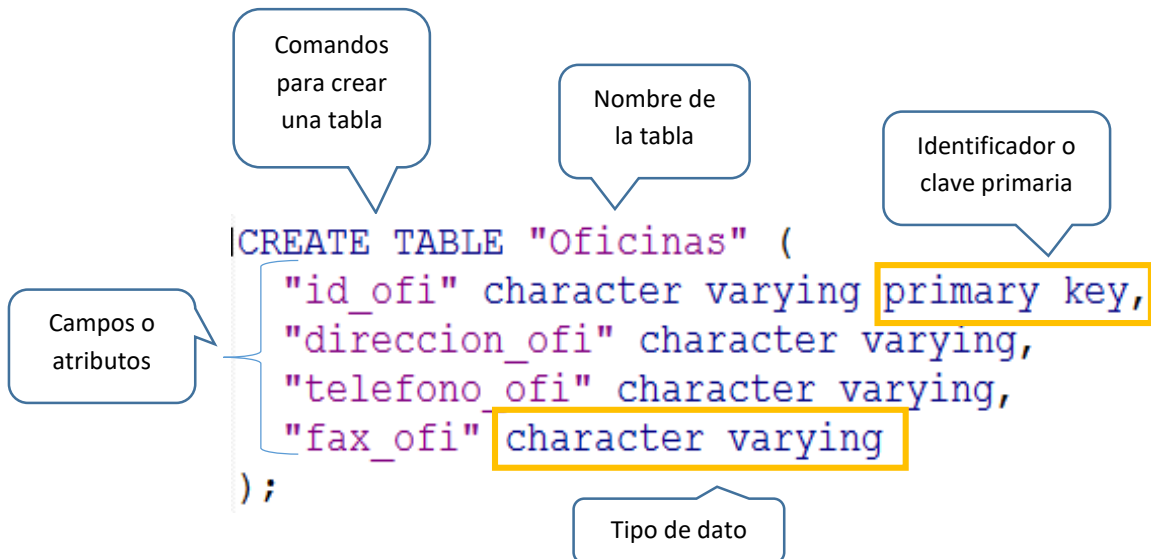 Comandos
para crear
una tabla
Nombre de
la tabla
Identificador o
clave primaria
CREATE TABLE "Oficinas" (
"id_ofi" character varying primary key,
"direccion_ofi" character varying,
"telefono_ofi" character varying,
"fax_ofi" character varying
);
Campos o
atributos
Tipo de dato